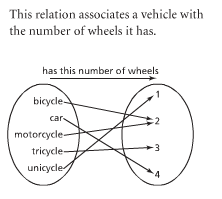 This relation associates a vehicle with
the number of wheels it has.
has this number of wheels
bicycle
car
motorcycle
tricycle
unicycle
1
2
3
4